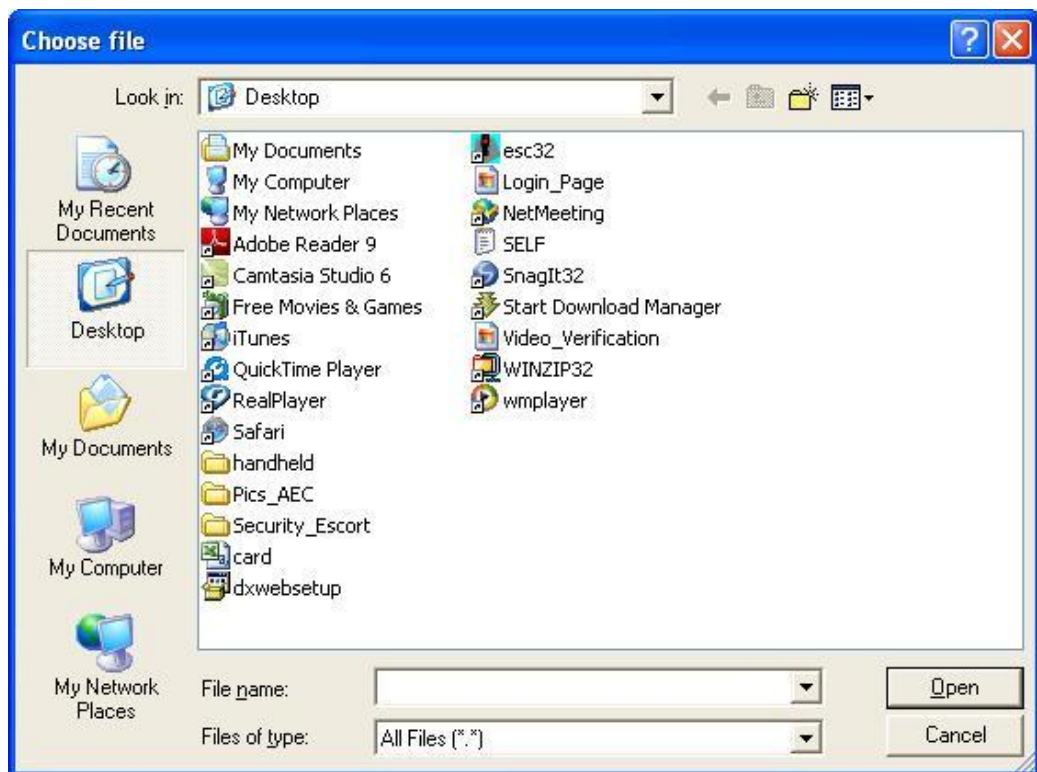 Choose file
Look in: Desktop
My Recent
Documents
Desktop
My Documents
My Computer
My Network
Places
My Documents
My Computer
My Network Places
Adobe Reader 9
Camtasia Studio 6
Free Movies & Games
iTunes
QuickTime Player
RealPlayer
Safari
handheld
Pics_AEC
Security_Escort
card
dxwebsetup
esc32
Login_Page
NetMeeting
SELF
SnagIt32
Start Download Manager
Video_Verification
WINZIP32
wmplayer
File name:
Open
Files of type: All Files (*.*)
Cancel